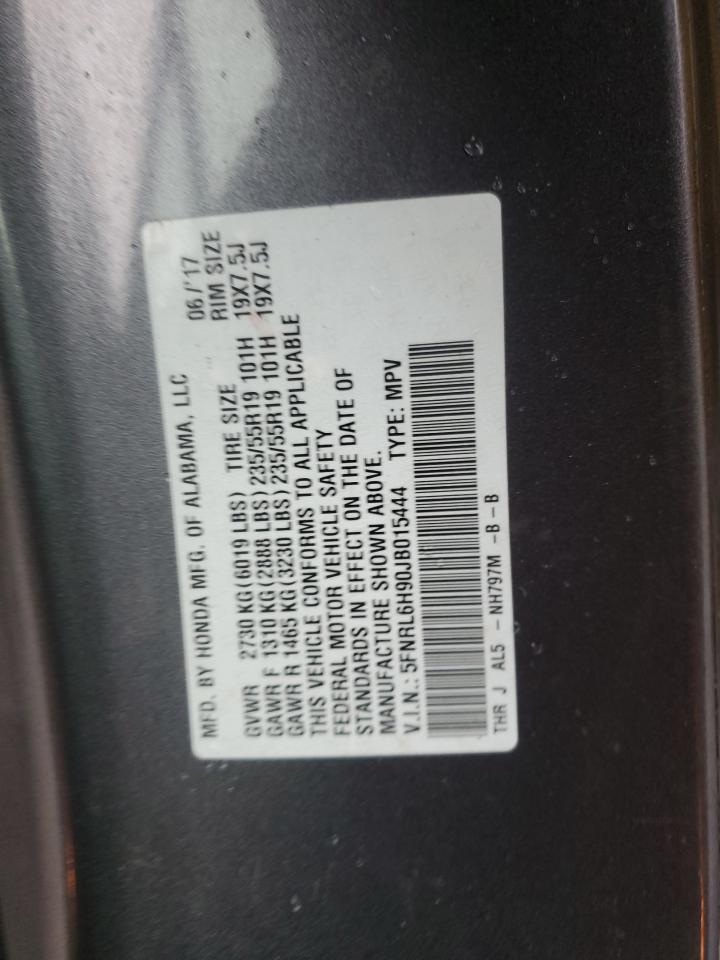 MFD. BY HONDA MFG. OF ALABAMA, LLC 06/'17
TIRE SIZE RIM SIZE
GVWR 2730 KG(6019 LBS)
GAWR F 1310 KG(2888 LBS) 235/55R19 101H 19X7.5J
GAWR R 1465 KG(3230 LBS) 235/55R19 101H 19X7.5J
THIS VEHICLE CONFORMS TO ALL APPLICABLE
FEDERAL MOTOR VEHICLE SAFETY
STANDARDS IN EFFECT ON THE DATE OF
MANUFACTURE SHOWN ABOVE.
V.I.N.: 5FNRL6H90JB015444 TYPE: MPV
THR J AL5 - NH797M -B-B